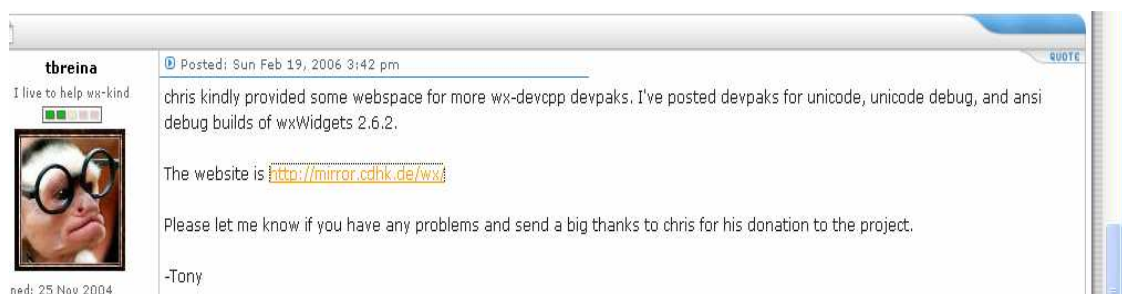 QUOTE
tbreina
I live to help wx-kind
Posted: Sun Feb 19, 2006 3:42 pm
chris kindly provided some webspace for more wx-devcpp devpaks. I've posted devpaks for unicode, unicode debug, and ansi
debug builds of wxWidgets 2.6.2.
The website is http://mirror.cdhk.de/wx/
Please let me know if you have any problems and send a big thanks to chris for his donation to the project.
-Tony
ned: 25 Nov 2004